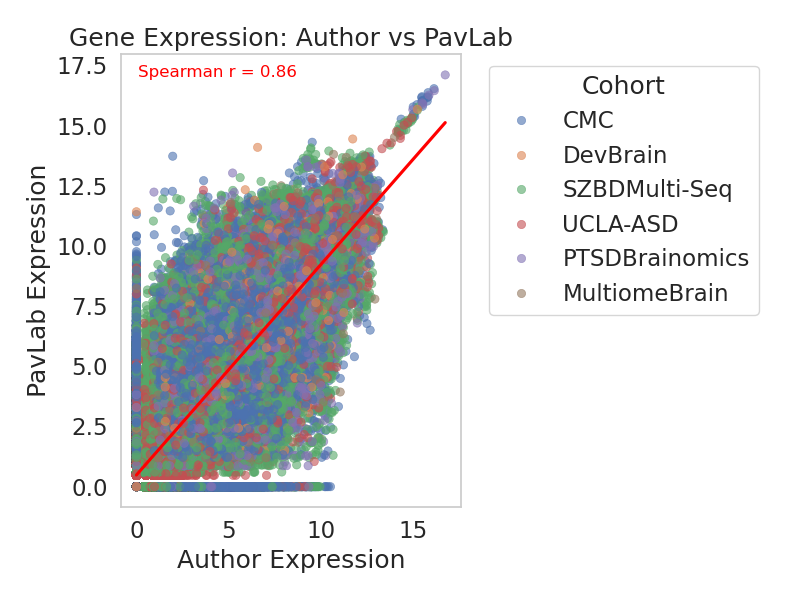 Gene Expression: Author vs PavLab
Spearman r = 0.86
17.5
15.0
12.5
10.0
7.5
5.0
2.5
0.0
PavLab Expression
0 5 10 15
Author Expression
Cohort
CMC
DevBrain
SZBDMulti-Seq
UCLA-ASD
PTSDBrainomics
MultiomeBrain